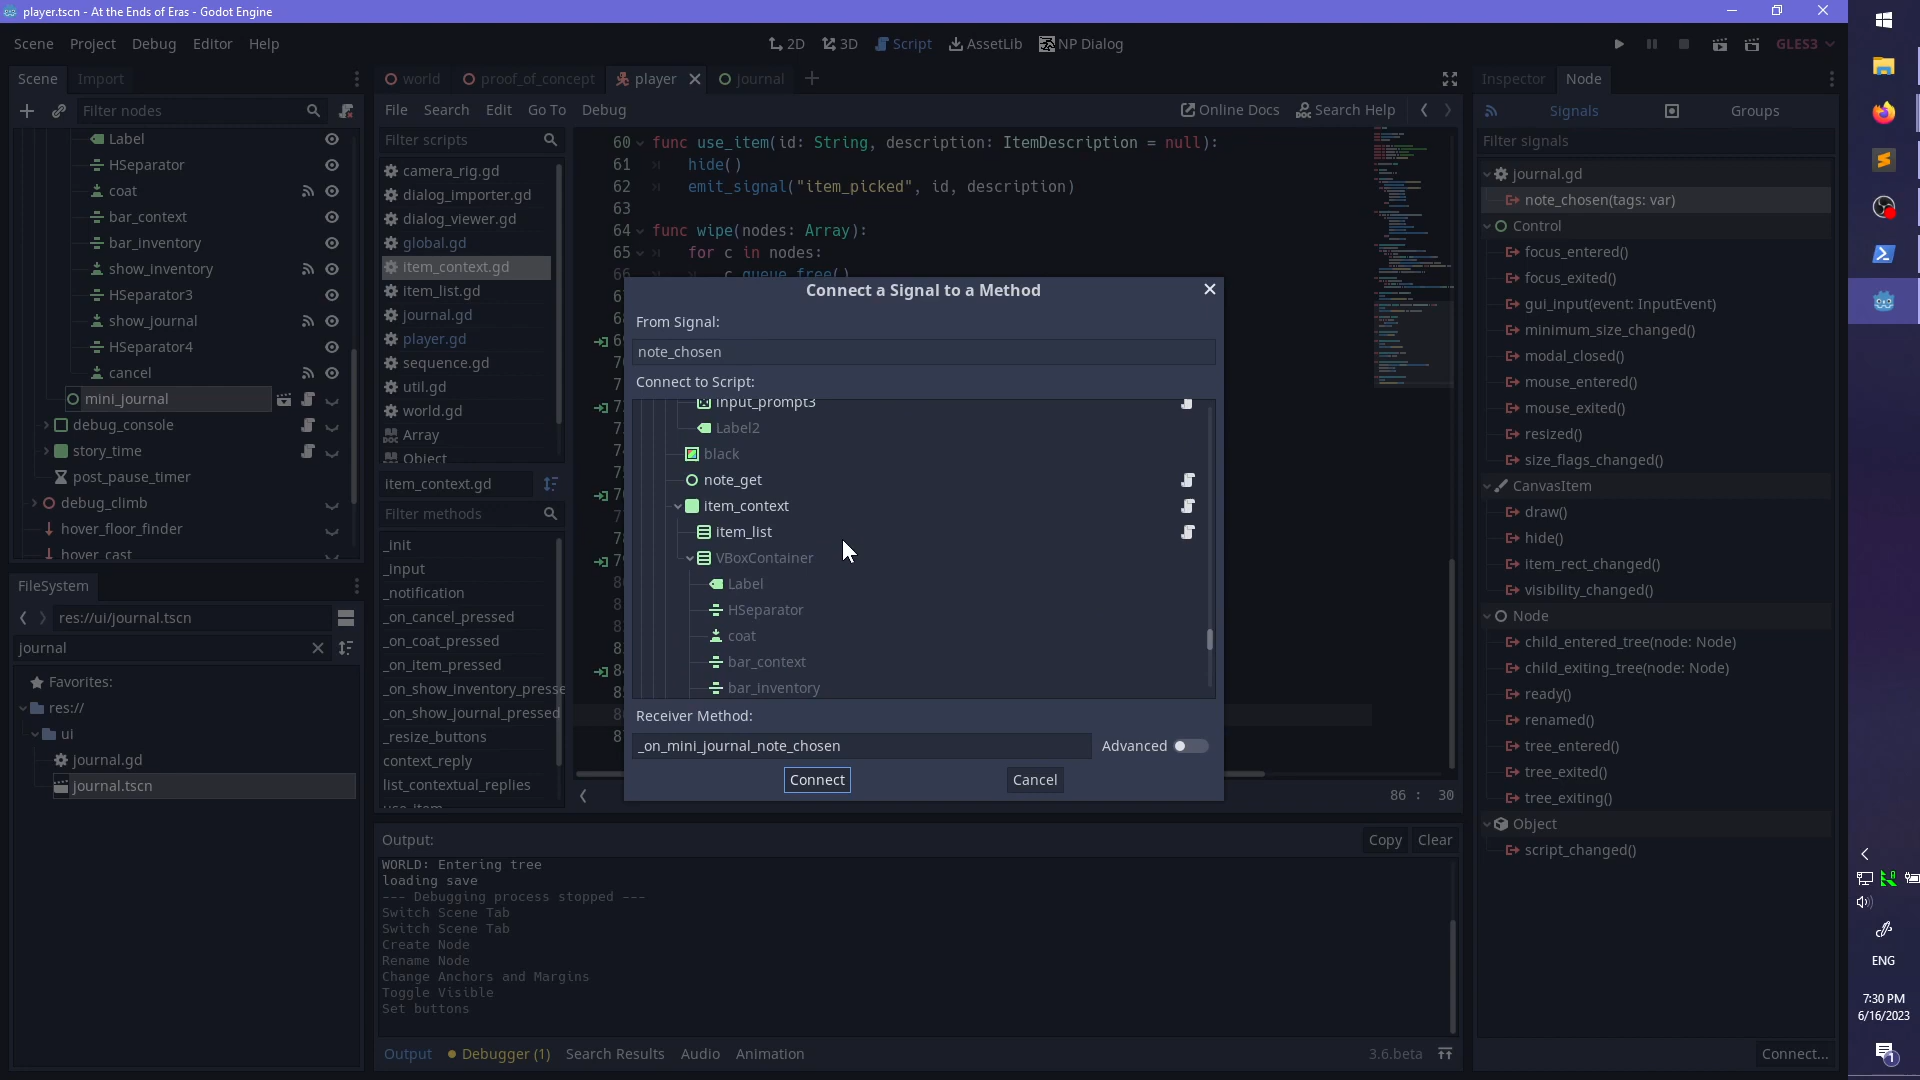 player.tscn - At the Ends of Eras - Godot Engine
Scene Project Debug Editor Help
2D 3D Script AssetLib NP Dialog
GLES3
Scene Import
Filter nodes
Label
HSeparator
coat
bar_context
bar_inventory
show_inventory
HSeparator3
show_journal
HSeparator4
cancel
mini_journal
debug_console
story_time
post_pause_timer
debug_climb
hover_floor_finder
hover_cast
FileSystem
res://ui/journal.tscn
journal
Favorites:
res://
ui
journal.gd
journal.tscn
world proof_of_concept player journal
File Search Edit Go To Debug
Online Docs Search Help
Filter scripts
camera_rig.gd
dialog_importer.gd
dialog_viewer.gd
global.gd
item_context.gd
item_list.gd
journal.gd
player.gd
sequence.gd
util.gd
world.gd
Array
Object
item_context.gd
Filter methods
_init
_input
_notification
_on_cancel_pressed
_on_coat_pressed
_on_item_pressed
_on_show_inventory_presse
_on_show_journal_pressed
_resize_buttons
context_reply
list_contextual_replies
use_item
60 func use_item(id: String, description: ItemDescription = null):
61 hide()
62 emit_signal("item_picked", id, description)
63
64 func wipe(nodes: Array):
65 for c in nodes:
66 c.queue_free()
86 : 30
Connect a Signal to a Method
From Signal:
note_chosen
Connect to Script:
input_prompt3
Label2
black
note_get
item_context
item_list
VBoxContainer
Label
HSeparator
coat
bar_context
bar_inventory
Receiver Method:
_on_mini_journal_note_chosen
Advanced
Connect Cancel
Output:
Copy Clear
WORLD: Entering tree
loading save
--- Debugging process stopped ---
Switch Scene Tab
Switch Scene Tab
Create Node
Rename Node
Change Anchors and Margins
Toggle Visible
Set buttons
Output Debugger (1) Search Results Audio Animation
3.6.beta
Inspector Node
Signals Groups
Filter signals
journal.gd
note_chosen(tags: var)
Control
focus_entered()
focus_exited()
gui_input(event: InputEvent)
minimum_size_changed()
modal_closed()
mouse_entered()
mouse_exited()
resized()
size_flags_changed()
CanvasItem
draw()
hide()
item_rect_changed()
visibility_changed()
Node
child_entered_tree(node: Node)
child_exiting_tree(node: Node)
ready()
renamed()
tree_entered()
tree_exited()
tree_exiting()
Object
script_changed()
Connect...
ENG
7:30 PM
6/16/2023
1